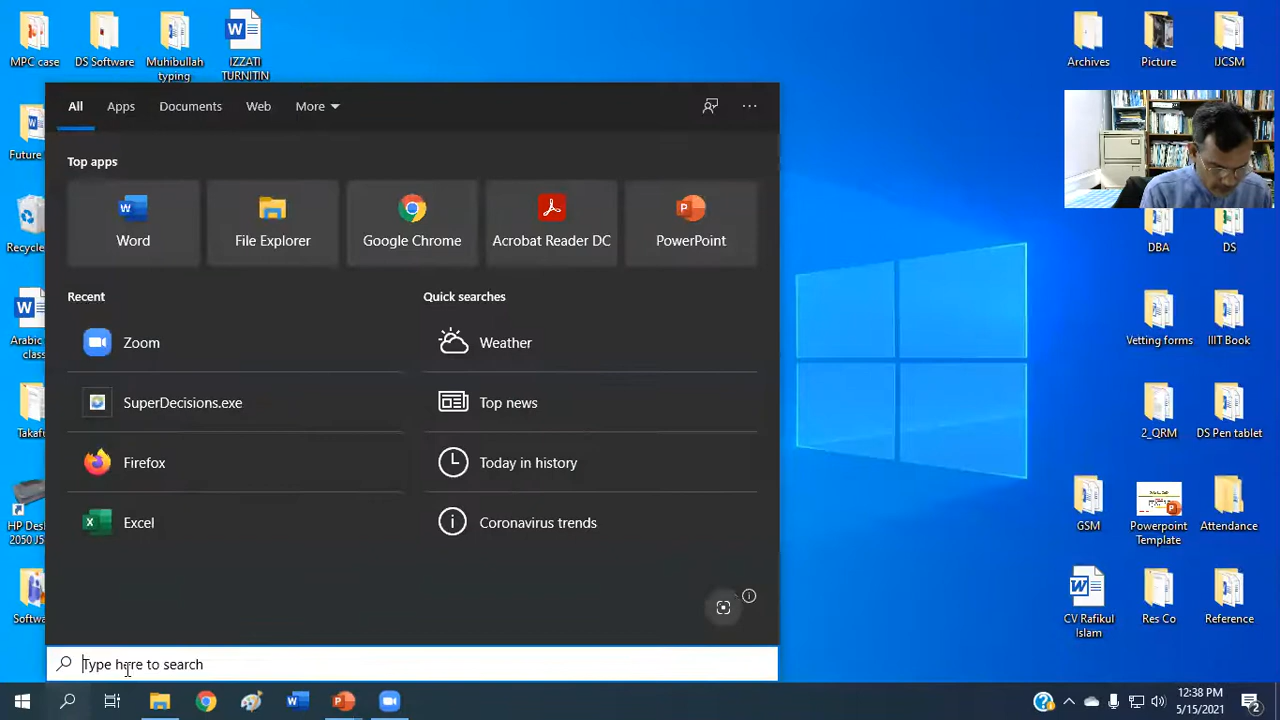 MPC case
DS Software
Muhibullah
typing
IZZATI
TURNITIN
Archives
Picture
IJCSM
Future
Recycle
Arabic
class
Takaful
HP Des
2050 J5
Softwa
All
Apps
Documents
Web
More
Top apps
Word
File Explorer
Google Chrome
Acrobat Reader DC
PowerPoint
Recent
Quick searches
Zoom
Weather
SuperDecisions.exe
Top news
Firefox
Today in history
Excel
Coronavirus trends
Type here to search
DBA
DS
Vetting forms
IIIT Book
2_QRM
DS Pen tablet
GSM
Powerpoint
Template
Attendance
CV Rafikul
Islam
Res Co
Reference
12:38 PM
5/15/2021
2